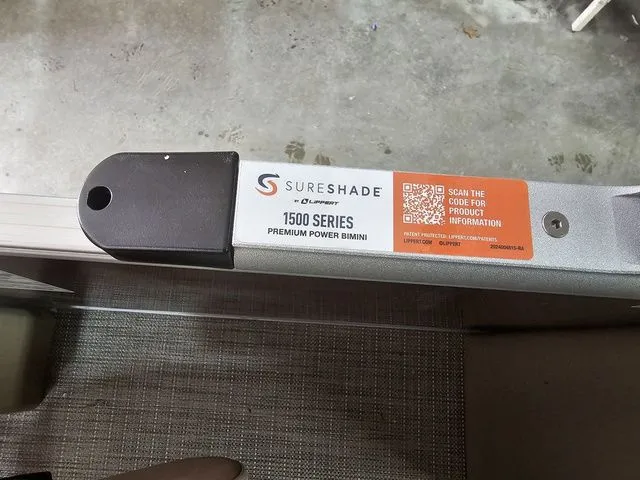 SURESHADE
BY LIPPERT
1500 SERIES
PREMIUM POWER BIMINI
SCAN THE
CODE FOR
PRODUCT
INFORMATION
PATENT PROTECTED: LIPPERT.COM/PATENTS
LIPPERT.COM ©LIPPERT